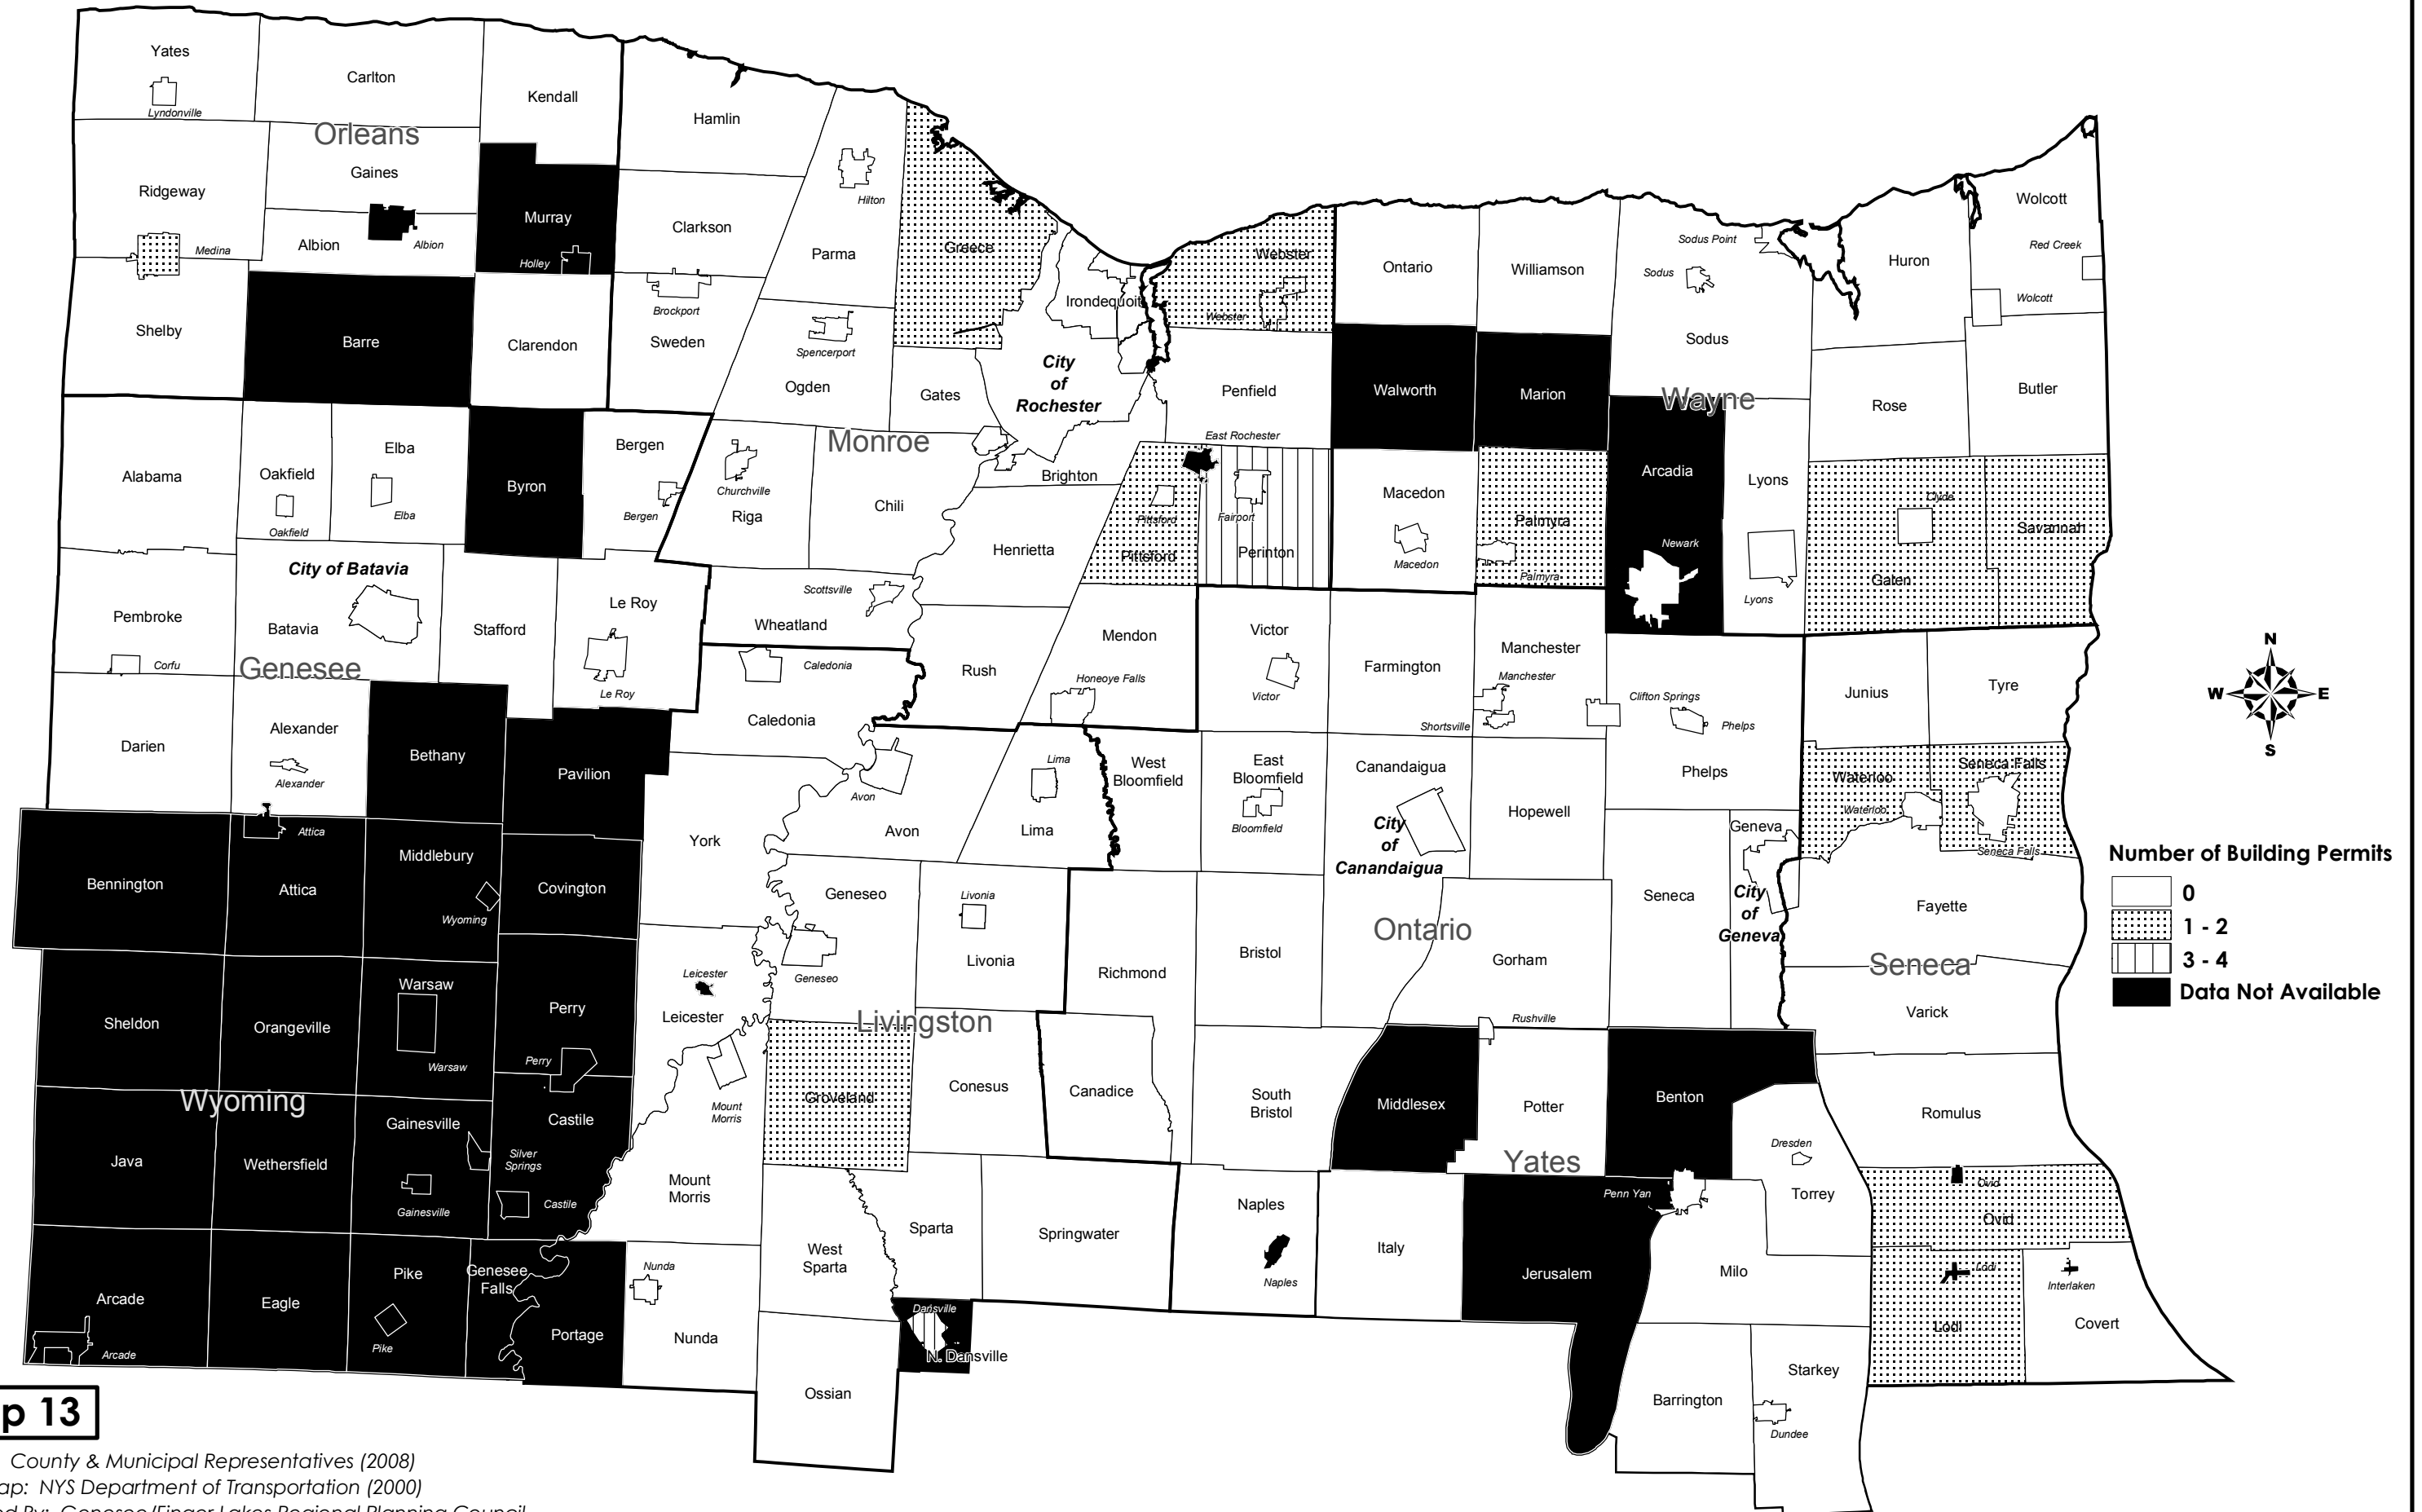 Yates
Lyndonville
Carlton
Kendall
Orleans
Gaines
Ridgeway
Medina
Albion
Albion
Murray
Holley
Shelby
Barre
Clarendon
Hamlin
Clarkson
Brockport
Sweden
Hilton
Parma
Spencerport
Ogden
Greece
Gates
Irondequoit
City
of
Rochester
Webster
Webster
Penfield
East Rochester
Monroe
Churchville
Riga
Chili
Brighton
Henrietta
Pittsford
Pittsford
Fairport
Perinton
Scottsville
Wheatland
Rush
Mendon
Honeoye Falls
Ontario
Williamson
Sodus Point
Sodus
Sodus
Huron
Wolcott
Red Creek
Wolcott
Walworth
Marion
Wayne
Rose
Butler
Macedon
Macedon
Palmyra
Palmyra
Arcadia
Newark
Lyons
Lyons
Clyde
Galen
Savannah
Alabama
Oakfield
Oakfield
Elba
Elba
Byron
Bergen
Bergen
City of Batavia
Pembroke
Corfu
Batavia
Stafford
Le Roy
Le Roy
Genesee
Darien
Alexander
Alexander
Bethany
Pavilion
Caledonia
Caledonia
Avon
Avon
Lima
Lima
York
Victor
Victor
Farmington
Manchester
Manchester
Shortsville
Clifton Springs
Phelps
Phelps
West
Bloomfield
East
Bloomfield
Bloomfield
Canandaigua
City
of
Canandaigua
Hopewell
Seneca
Geneva
City
of
Geneva
Junius
Tyre
Waterloo
Waterloo
Seneca Falls
Seneca Falls
Fayette
Seneca
Varick
Romulus
Ovid
Ovid
Lodi
Lodi
Interlaken
Covert
N
W
E
S
Number of Building Permits
0
1 - 2
3 - 4
Data Not Available
Bennington
Attica
Attica
Middlebury
Wyoming
Covington
Sheldon
Orangeville
Warsaw
Warsaw
Perry
Perry
Wyoming
Java
Wethersfield
Gainesville
Gainesville
Silver
Springs
Castile
Castile
Arcade
Arcade
Eagle
Pike
Pike
Genesee
Falls
Portage
Leicester
Leicester
Geneseo
Geneseo
Livonia
Livonia
Livingston
Mount
Morris
Mount
Morris
Groveland
Conesus
Nunda
Nunda
West
Sparta
Sparta
Springwater
Dansville
N. Dansville
Ossian
Richmond
Canadice
Bristol
South
Bristol
Ontario
Gorham
Rushville
Naples
Naples
Middlesex
Potter
Benton
Yates
Italy
Jerusalem
Penn Yan
Dresden
Torrey
Milo
Barrington
Starkey
Dundee
p 13
County & Municipal Representatives (2008)
ap: NYS Department of Transportation (2000)
ed By: Genesee/Finger Lakes Regional Planning Council